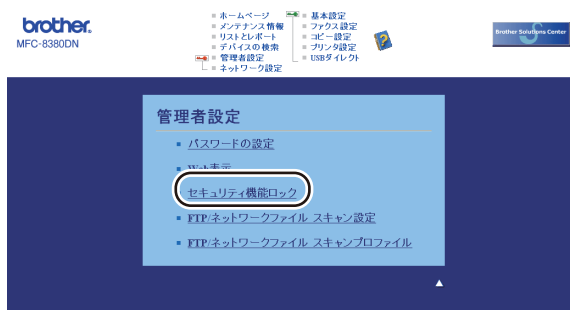 brother.
MFC-8380DN
ホームページ
メンテナンス情報
リストとレポート
デバイスの検索
管理者設定
ネットワーク設定
基本設定
ファクス設定
コピー設定
プリンタ設定
USBダイレクト
Brother Solutions Center
管理者設定
パスワードの設定
Web表示
セキュリティ機能ロック
FTP/ネットワークファイル スキャン設定
FTP/ネットワークファイル スキャンプロファイル